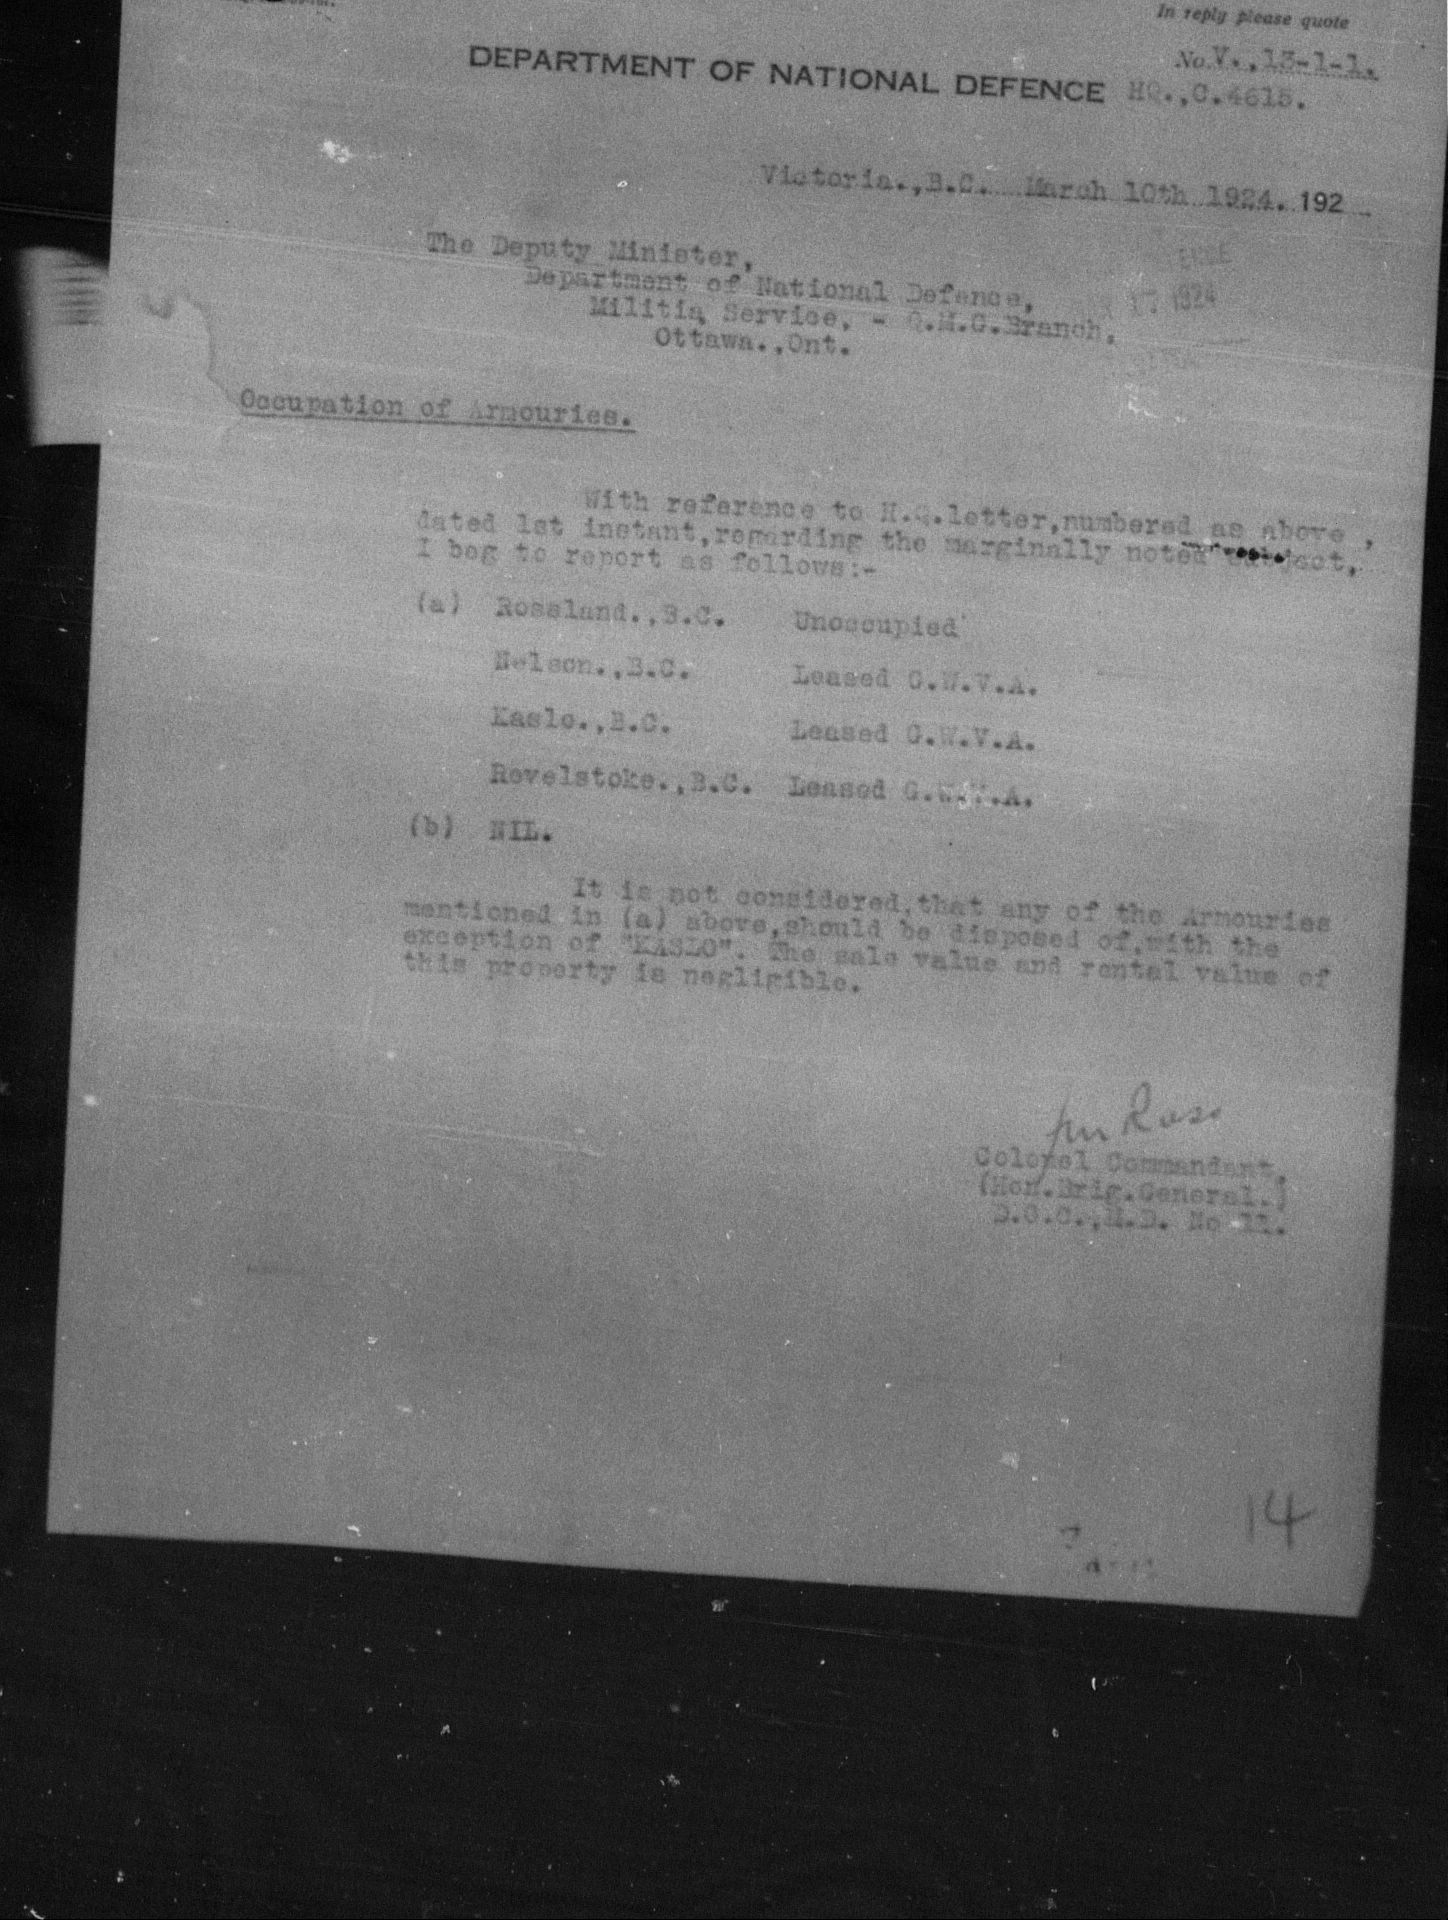 In reply please quote
No. V.,13-1-1.
DEPARTMENT OF NATIONAL DEFENCE HQ.,C.4615.
Victoria.,B.C. March 10th 1924. 192
The Deputy Minister,
Department of National Defence,
Militia Service, - Q.M.G.Branch,
Ottawa.,Ont.
17 1924
Occupation of Armouries.
With reference to H.Q.letter,numbered as above ,
dated 1st instant,regarding the marginally noted subject,
I beg to report as follows:-
(a) Rossland.,B.C. Unoccupied
Nelson.,B.C. Leased G.W.V.A.
Kaslo.,B.C. Leased G.W.V.A.
Revelstoke.,B.C. Leased G.W.V.A.
(b) NIL.
It is not considered,that any of the Armouries
mentioned in (a) above,should be disposed of,with the
exception of "KASLO". The sale value and rental value of
this property is negligible.
Ross
Colonel Commandant,
(Hon.Brig.General.)
D.O.C.,M.D. No 11.
14